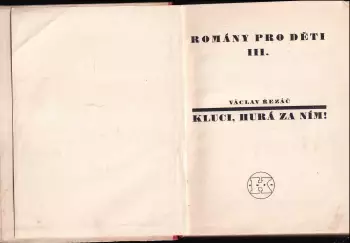 ROMÁNY PRO DĚTI
III.
VÁCLAV ŘEZÁČ
KLUCI, HURÁ ZA NÍM!